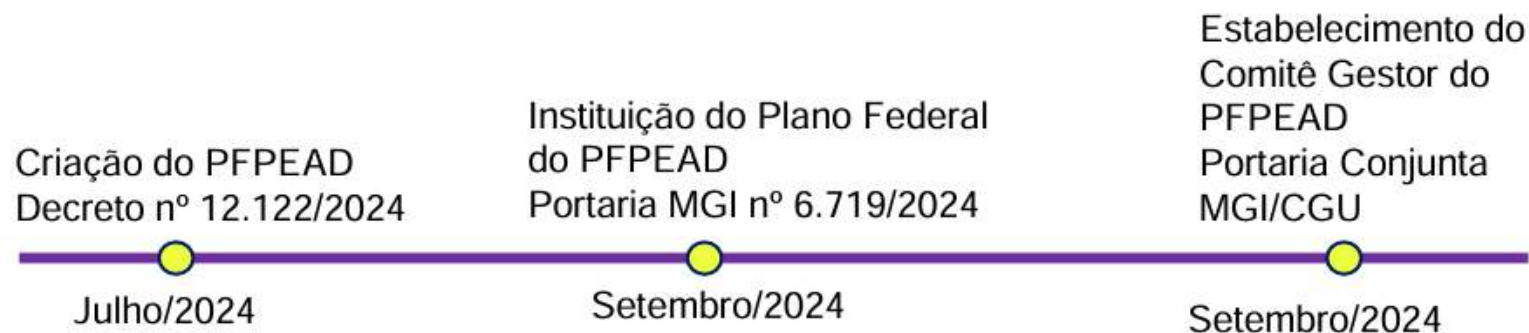 Criação do PFPEAD
Decreto nº 12.122/2024
Julho/2024
Instituição do Plano Federal
do PFPEAD
Portaria MGI nº 6.719/2024
Setembro/2024
Estabelecimento do
Comitê Gestor do
PFPEAD
Portaria Conjunta
MGI/CGU
Setembro/2024